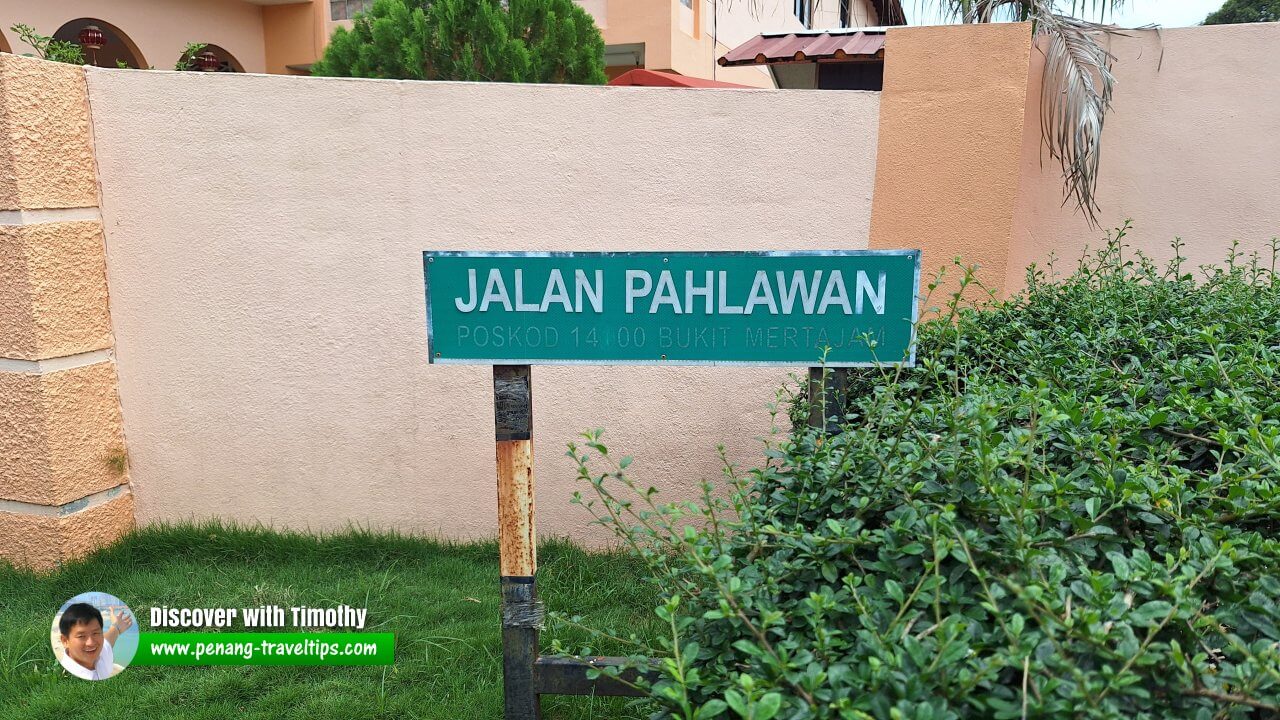 JALAN PAHLAWAN
POSKOD 14000 BUKIT MERTAJAM
Discover with Timothy
www.penang-traveltips.com